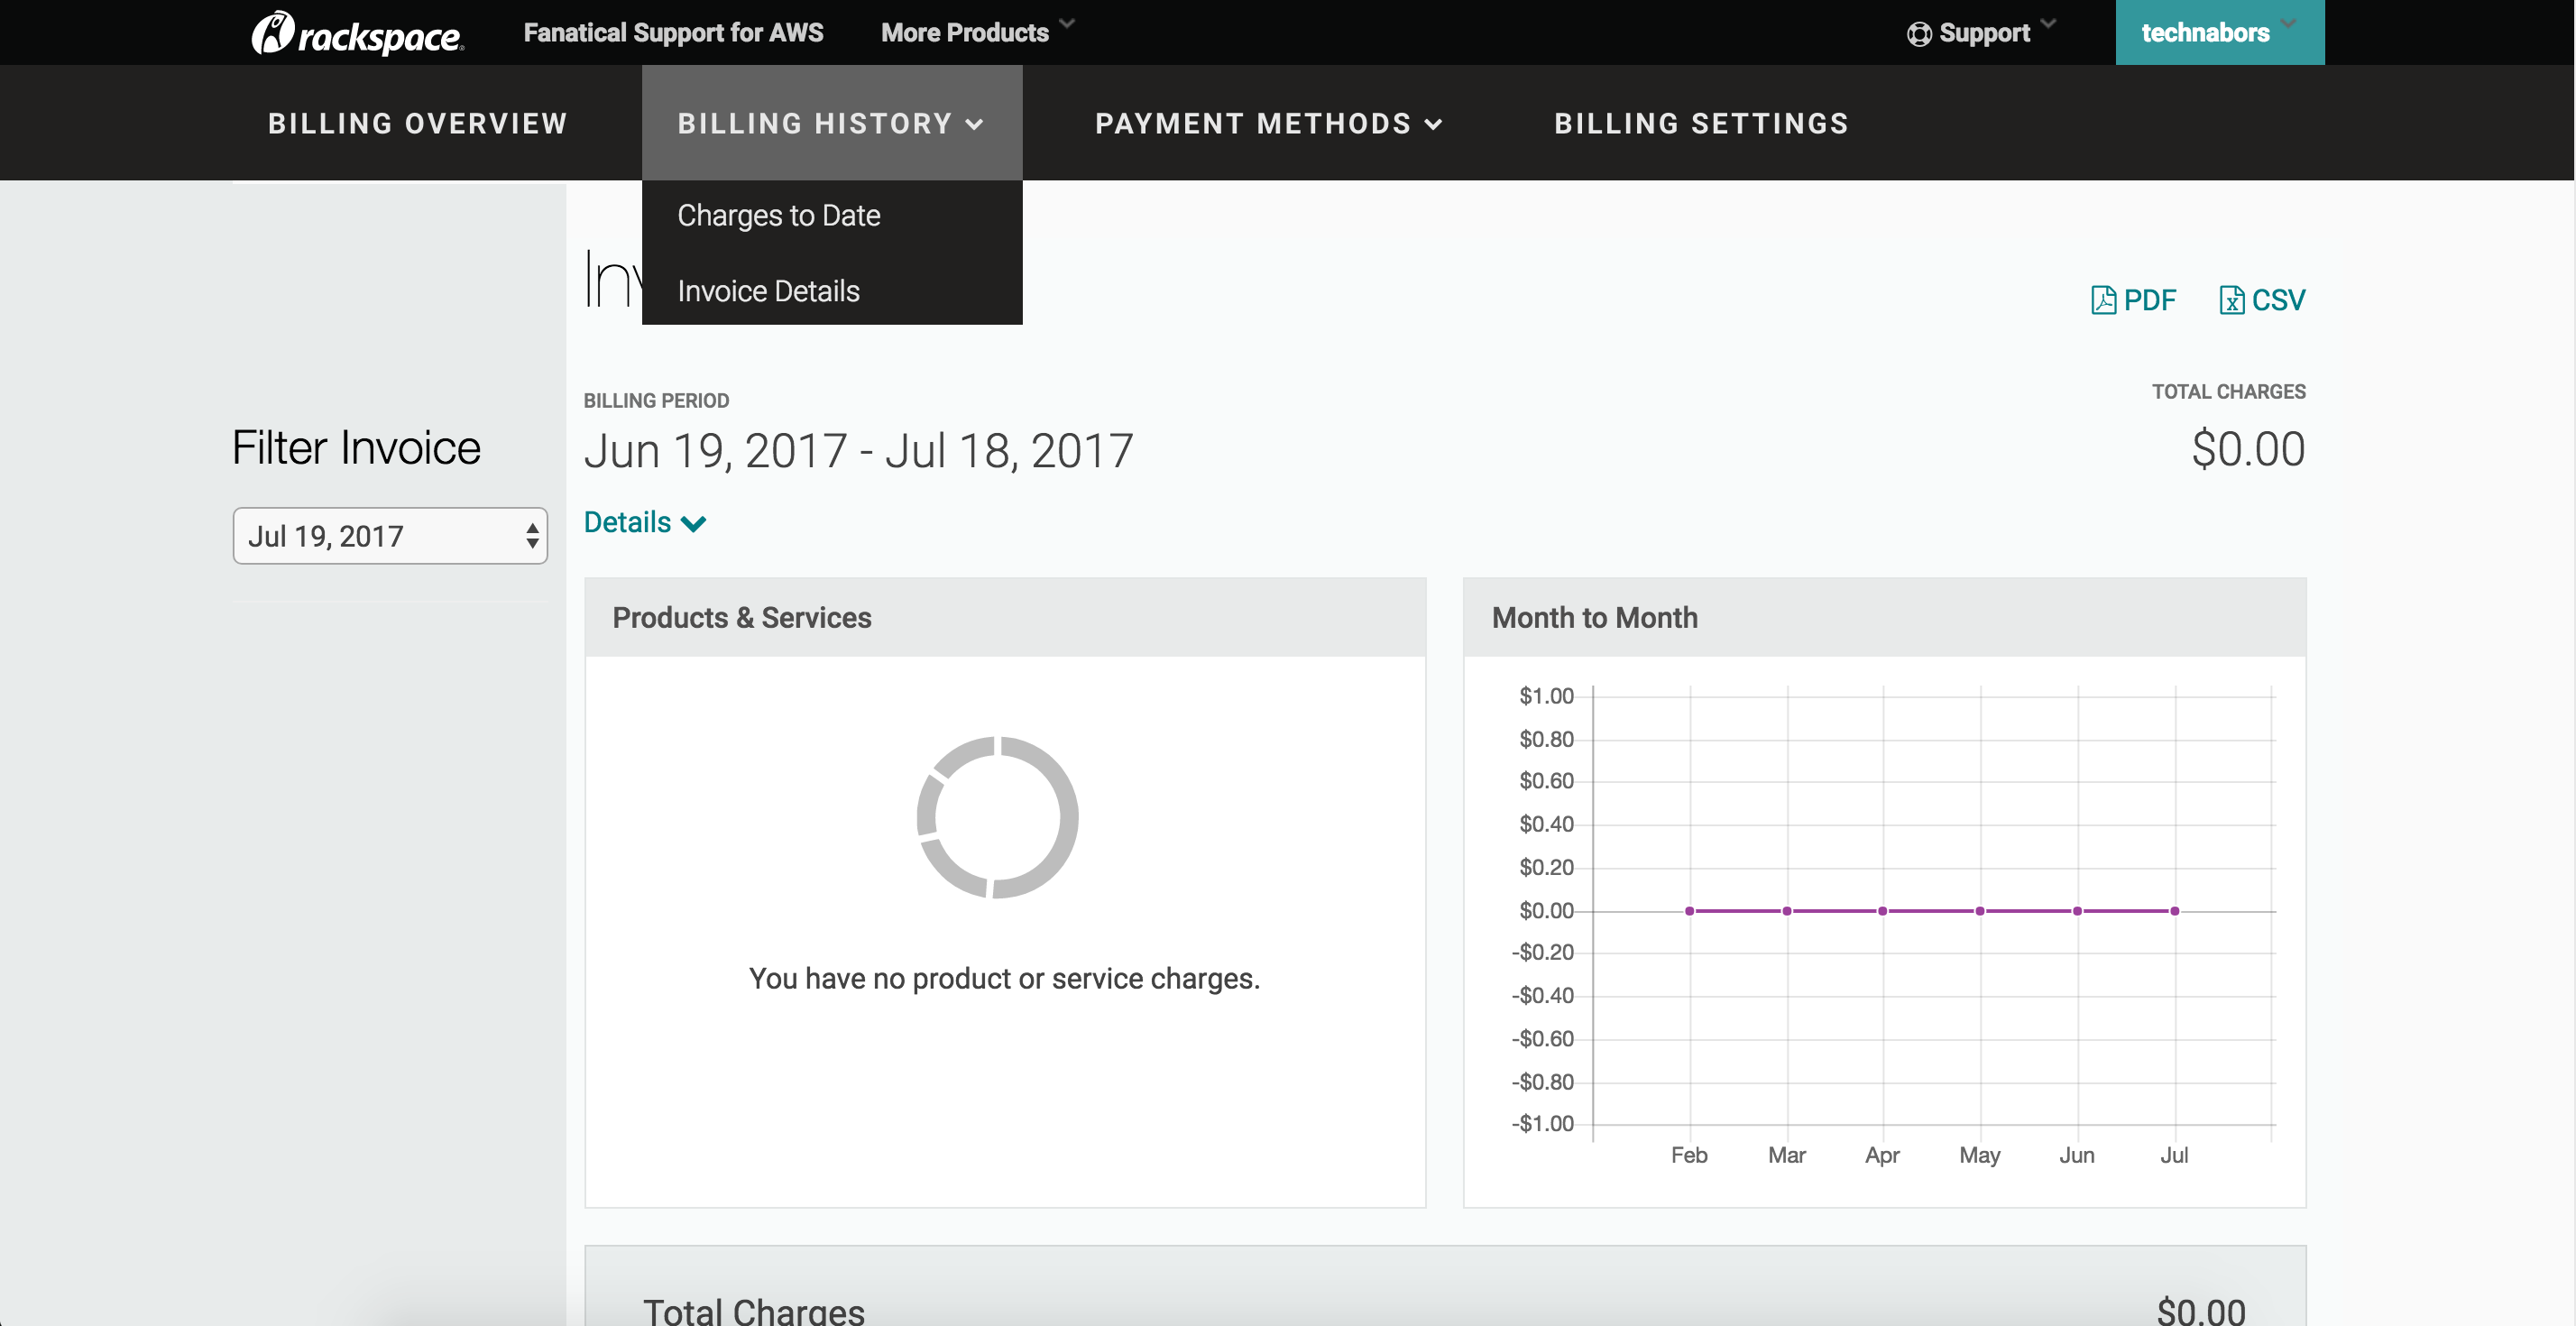 rackspace
Fanatical Support for AWS
More Products
Support
technabors
BILLING OVERVIEW
BILLING HISTORY
PAYMENT METHODS
BILLING SETTINGS
Charges to Date
Invoice Details
PDF
CSV
Filter Invoice
Jul 19, 2017
BILLING PERIOD
Jun 19, 2017 - Jul 18, 2017
Details
TOTAL CHARGES
$0.00
Products & Services
You have no product or service charges.
Month to Month
$1.00
$0.80
$0.60
$0.40
$0.20
$0.00
-$0.20
-$0.40
-$0.60
-$0.80
-$1.00
Feb Mar Apr May Jun Jul
Total Charges
$0.00